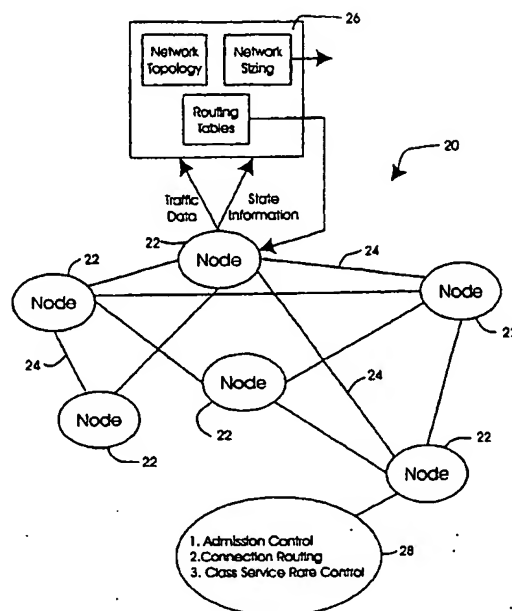 26
Network
Topology
Network
Sizing
Routing
Tables
20
Traffic
Data
State
Information
22
Node
24
22
Node
Node
22
24
24
Node
22
Node
22
22
Node
1. Admission Control
2.Connection Routing
3. Class Service Rate Control
28